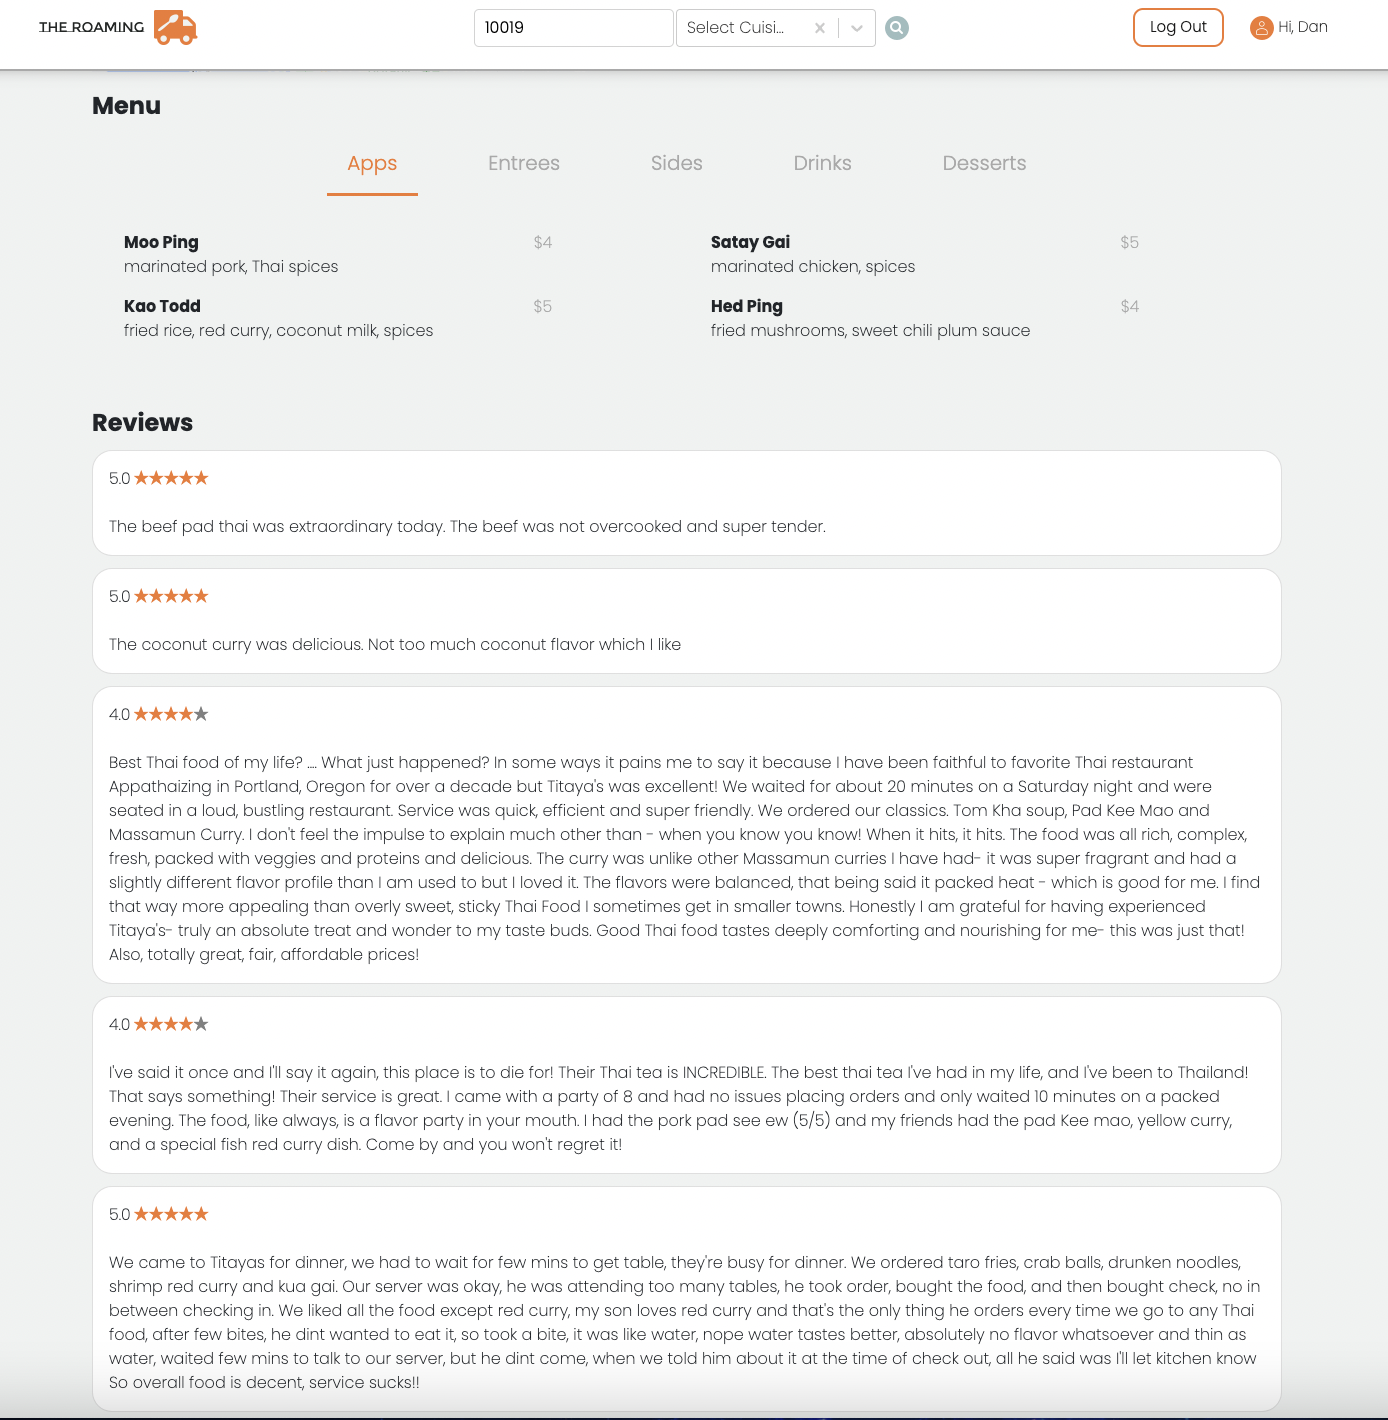 THE ROAMING
10019
Select Cuisi...
Log Out
Hi, Dan
Menu
Apps
Entrees
Sides
Drinks
Desserts
Moo Ping $4
marinated pork, Thai spices
Satay Gai $5
marinated chicken, spices
Kao Todd $5
fried rice, red curry, coconut milk, spices
Hed Ping $4
fried mushrooms, sweet chili plum sauce
Reviews
5.0
The beef pad thai was extraordinary today. The beef was not overcooked and super tender.
5.0
The coconut curry was delicious. Not too much coconut flavor which I like
4.0
Best Thai food of my life? .... What just happened? In some ways it pains me to say it because I have been faithful to favorite Thai restaurant
Appathaizing in Portland, Oregon for over a decade but Titaya's was excellent! We waited for about 20 minutes on a Saturday night and were
seated in a loud, bustling restaurant. Service was quick, efficient and super friendly. We ordered our classics. Tom Kha soup, Pad Kee Mao and
Massamun Curry. I don't feel the impulse to explain much other than - when you know you know! When it hits, it hits. The food was all rich, complex,
fresh, packed with veggies and proteins and delicious. The curry was unlike other Massamun curries I have had- it was super fragrant and had a
slightly different flavor profile than I am used to but I loved it. The flavors were balanced, that being said it packed heat - which is good for me. I find
that way more appealing than overly sweet, sticky Thai Food I sometimes get in smaller towns. Honestly I am grateful for having experienced
Titaya's- truly an absolute treat and wonder to my taste buds. Good Thai food tastes deeply comforting and nourishing for me- this was just that!
Also, totally great, fair, affordable prices!
4.0
I've said it once and I'll say it again, this place is to die for! Their Thai tea is INCREDIBLE. The best thai tea I've had in my life, and I've been to Thailand!
That says something! Their service is great. I came with a party of 8 and had no issues placing orders and only waited 10 minutes on a packed
evening. The food, like always, is a flavor party in your mouth. I had the pork pad see ew (5/5) and my friends had the pad Kee mao, yellow curry,
and a special fish red curry dish. Come by and you won't regret it!
5.0
We came to Titayas for dinner, we had to wait for few mins to get table, they're busy for dinner. We ordered taro fries, crab balls, drunken noodles,
shrimp red curry and kua gai. Our server was okay, he was attending too many tables, he took order, bought the food, and then bought check, no in
between checking in. We liked all the food except red curry, my son loves red curry and that's the only thing he orders every time we go to any Thai
food, after few bites, he dint wanted to eat it, so took a bite, it was like water, nope water tastes better, absolutely no flavor whatsoever and thin as
water, waited few mins to talk to our server, but he dint come, when we told him about it at the time of check out, all he said was I'll let kitchen know
So overall food is decent, service sucks!!